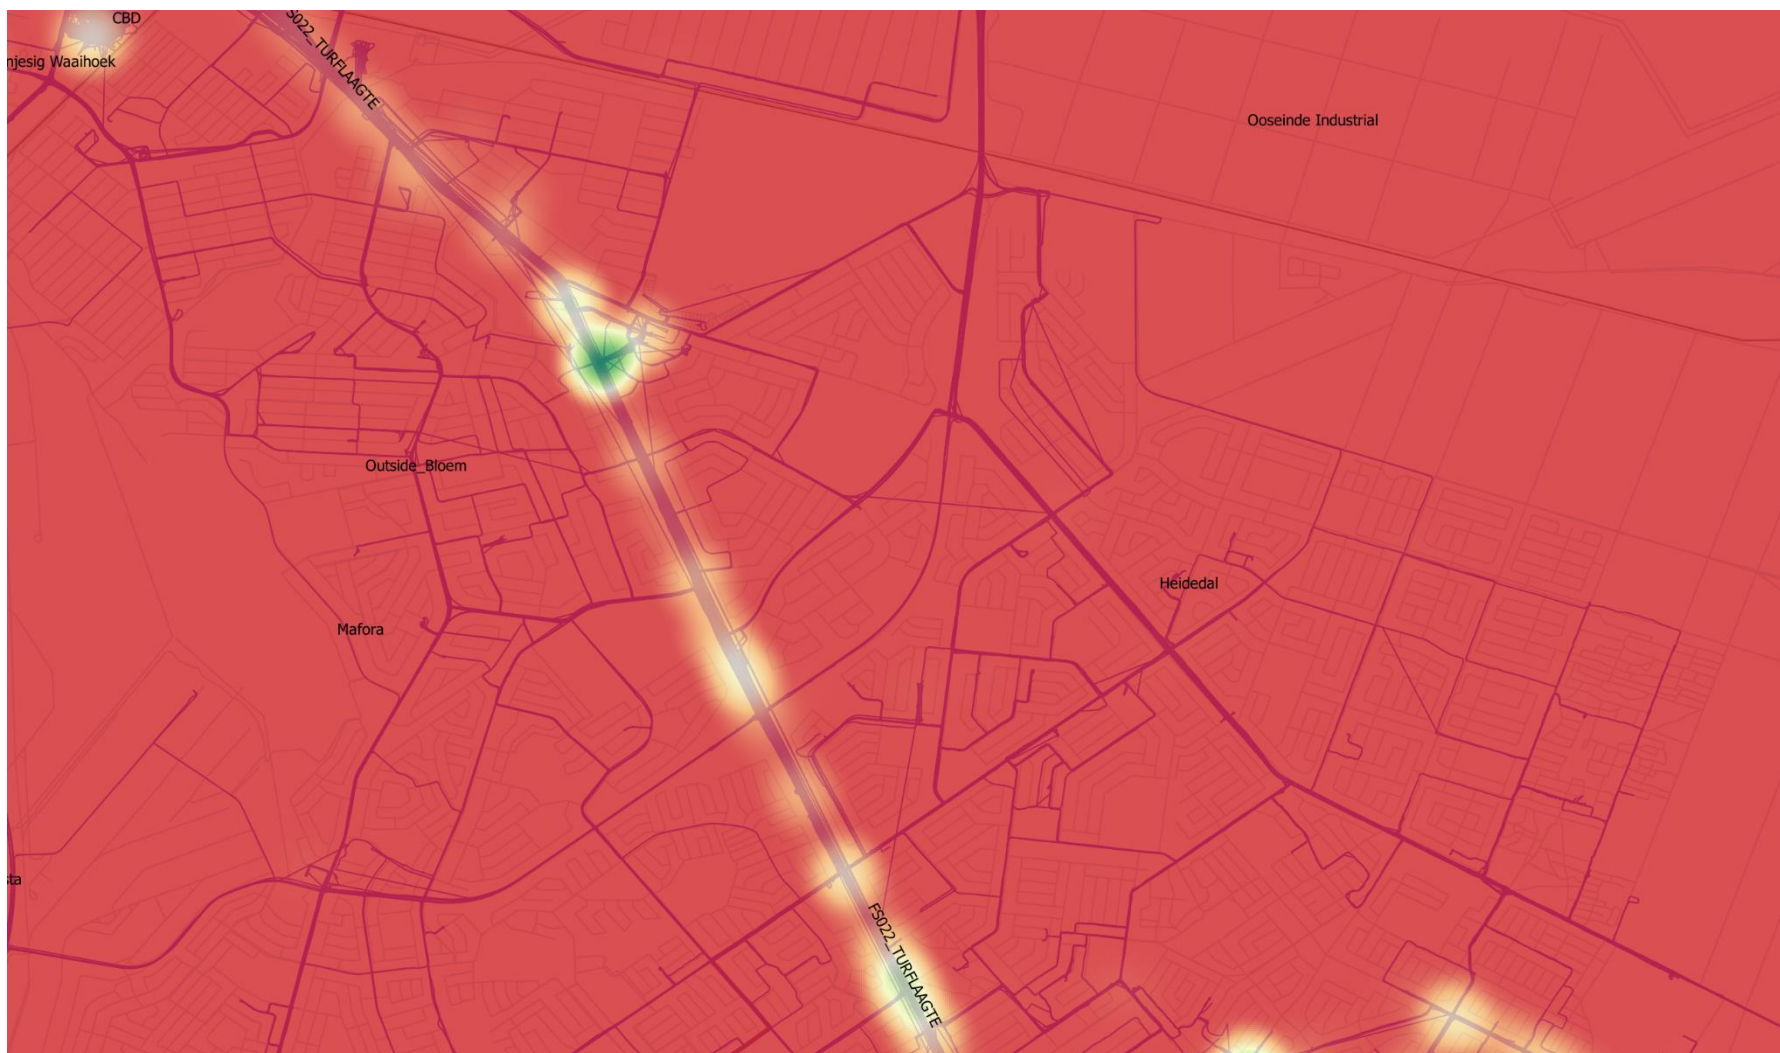 CBD
FS022_TURFLAAGTE
njesig Waaihoek
Ooseinde Industrial
Outside_Bloem
Heidedal
Mafora
sta
FS022_TURFLAAGTE